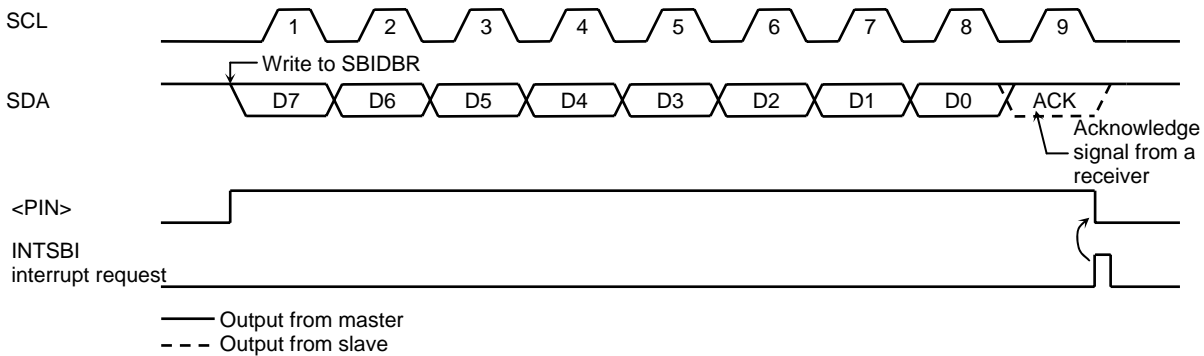 SCL
1 2 3 4 5 6 7 8 9
Write to SBIDBR
SDA
D7 D6 D5 D4 D3 D2 D1 D0 ACK
Acknowledge
signal from a
receiver
<PIN>
INTSBI
interrupt request
Output from master
Output from slave